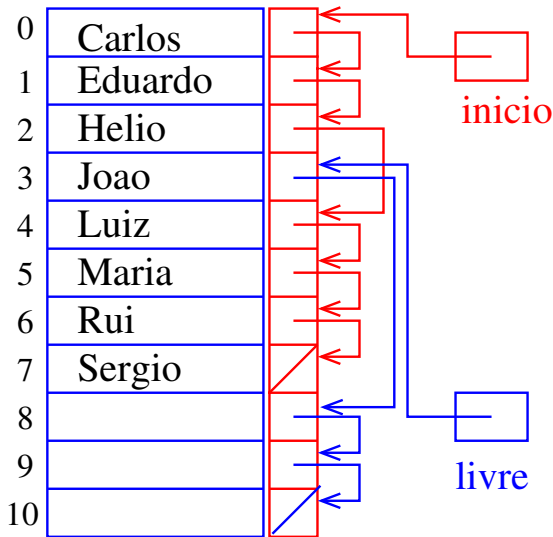 0 Carlos
1 Eduardo
inicio
2 Helio
3 Joao
4 Luiz
5 Maria
6 Rui
7 Sergio
8
9
livre
10